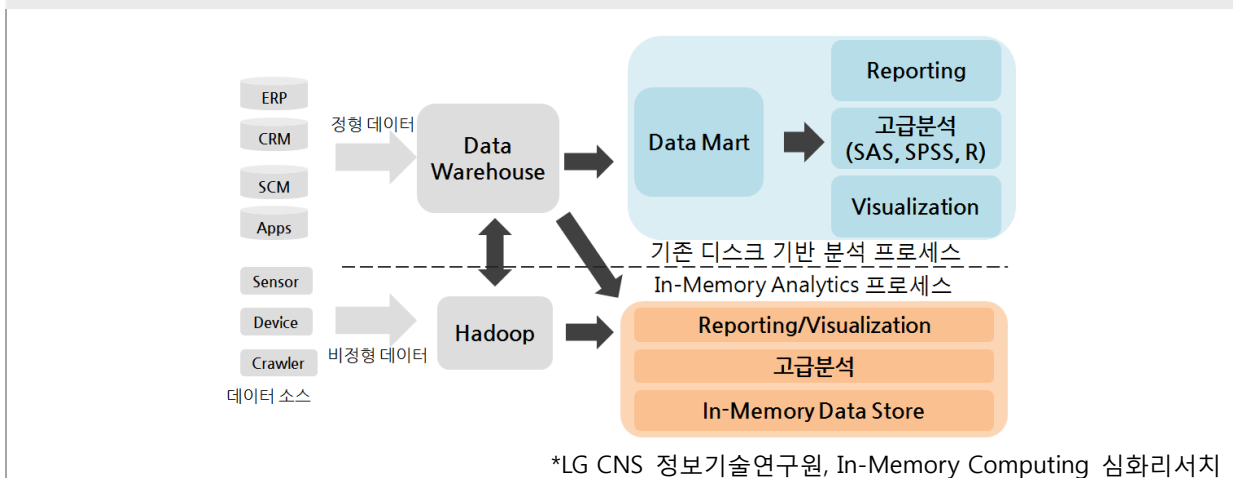 ERP
CRM
SCM
Apps
Sensor
Device
Crawler
데이터 소스
정형 데이터
비정형 데이터
Data
Warehouse
Hadoop
Data Mart
Reporting
고급분석
(SAS, SPSS, R)
Visualization
기존 디스크 기반 분석 프로세스
In-Memory Analytics 프로세스
Reporting/Visualization
고급분석
In-Memory Data Store
*LG CNS 정보기술연구원, In-Memory Computing 심화리서치